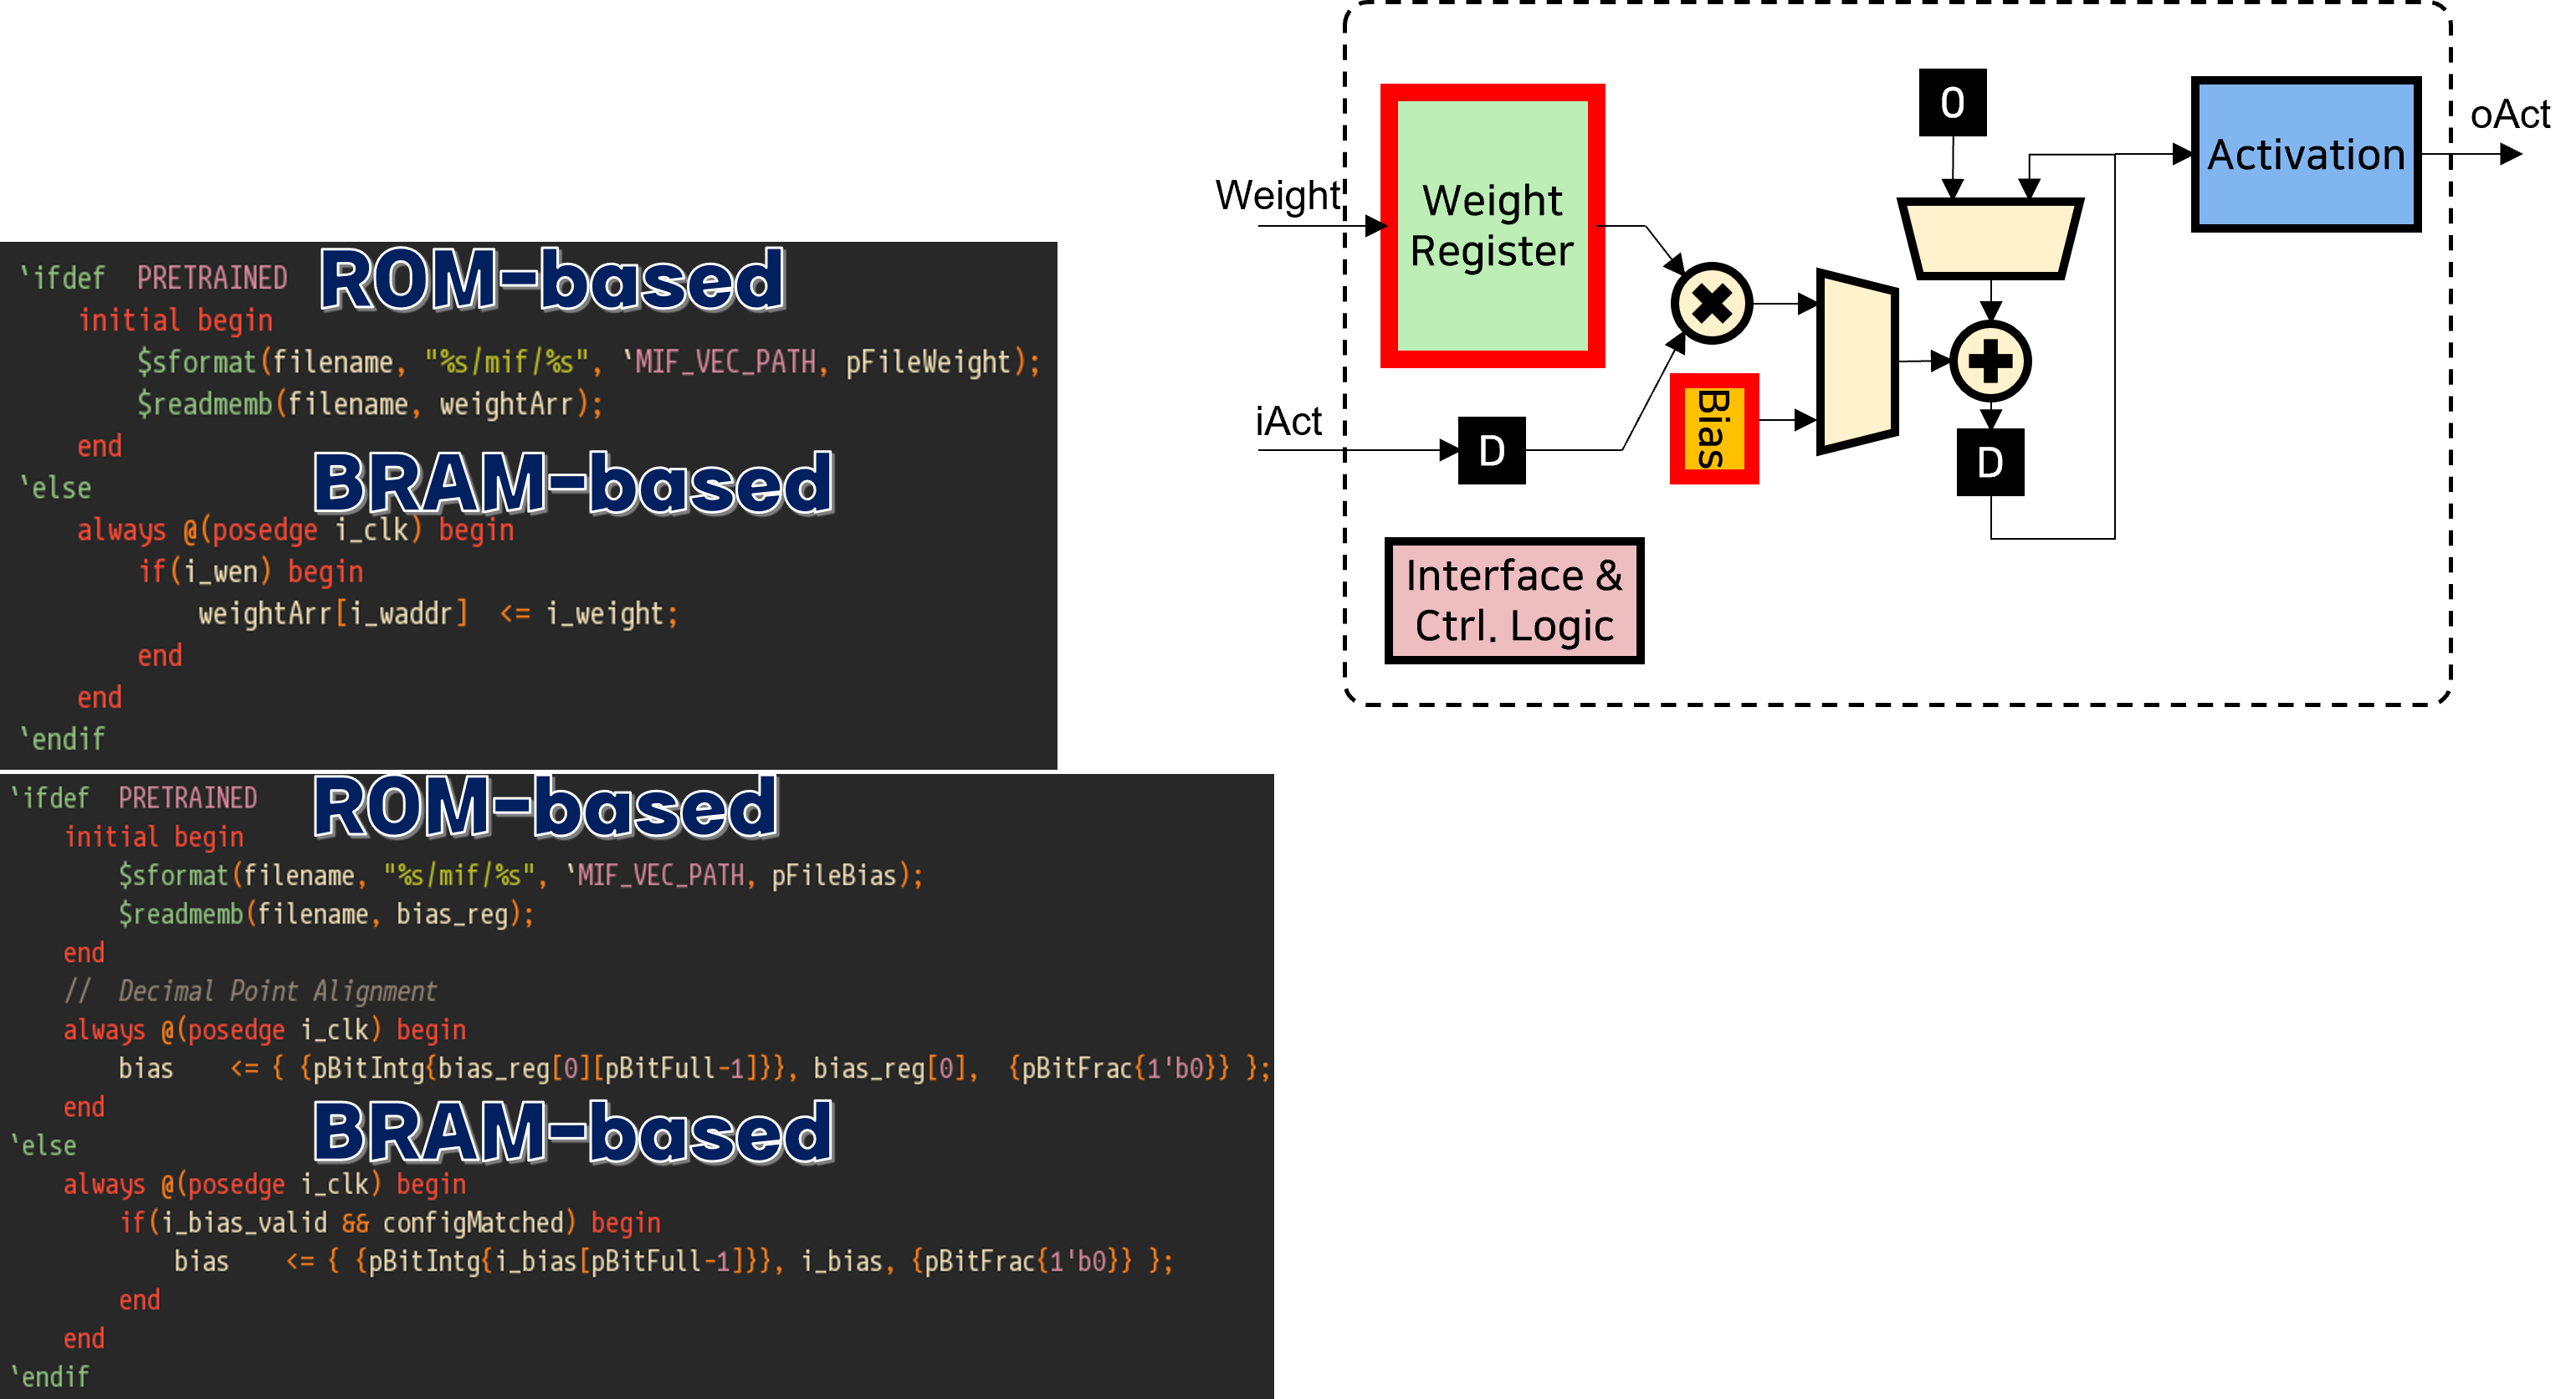 `ifdef PRETRAINED
ROM-based
initial begin
$sformat(filename, "%s/mif/%s", `MIF_VEC_PATH, pFileWeight);
$readmemb(filename, weightArr);
end
BRAM-based
`else
always @(posedge i_clk) begin
if(i_wen) begin
weightArr[i_waddr] <= i_weight;
end
end
`endif
`ifdef PRETRAINED
ROM-based
initial begin
$sformat(filename, "%s/mif/%s", `MIF_VEC_PATH, pFileBias);
$readmemb(filename, bias_reg);
end
// Decimal Point Alignment
always @(posedge i_clk) begin
bias <= { {pBitIntg{bias_reg[0][pBitFull-1]}}, bias_reg[0], {pBitFrac{1'b0}} };
end
BRAM-based
`else
always @(posedge i_clk) begin
if(i_bias_valid && configMatched) begin
bias <= { {pBitIntg{i_bias[pBitFull-1]}}, i_bias, {pBitFrac{1'b0}} };
end
end
`endif
Weight
Weight
Register
iAct
D
Bias
0
D
Activation
oAct
Interface &
Ctrl. Logic